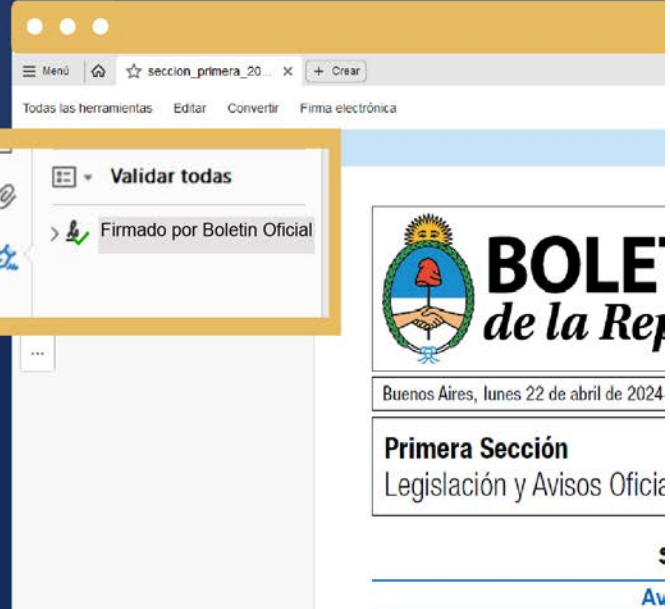 Menú seccion_primera_20... × + Crear
Todas las herramientas Editar Convertir Firma electrónica
Validar todas
Firmado por Boletin Oficial
BOLE
de la Rep
Buenos Aires, lunes 22 de abril de 2024
Primera Sección
Legislación y Avisos Oficia
S
Av